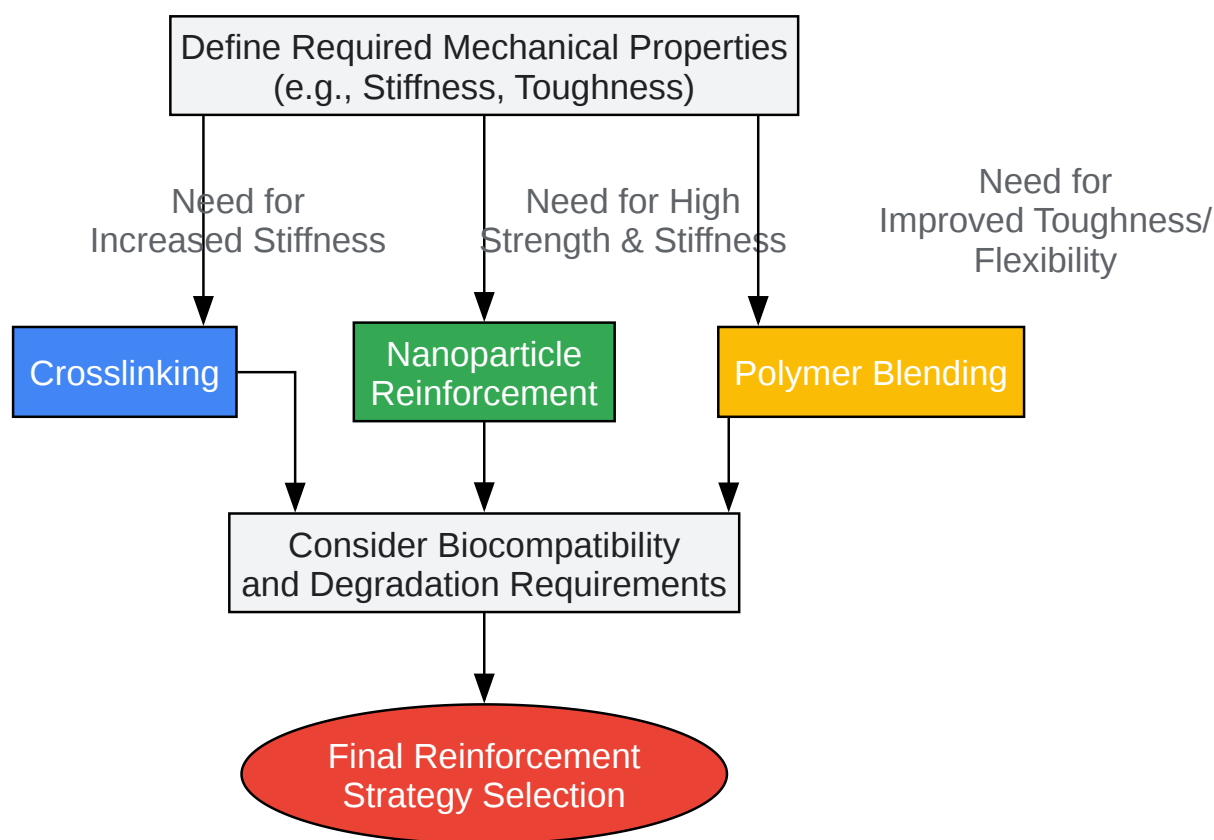 Define Required Mechanical Properties
(e.g., Stiffness, Toughness)
Need for
Increased Stiffness
Need for High
Strength & Stiffness
Need for
Improved Toughness/
Flexibility
Crosslinking
Nanoparticle
Reinforcement
Polymer Blending
Consider Biocompatibility
and Degradation Requirements
Final Reinforcement
Strategy Selection